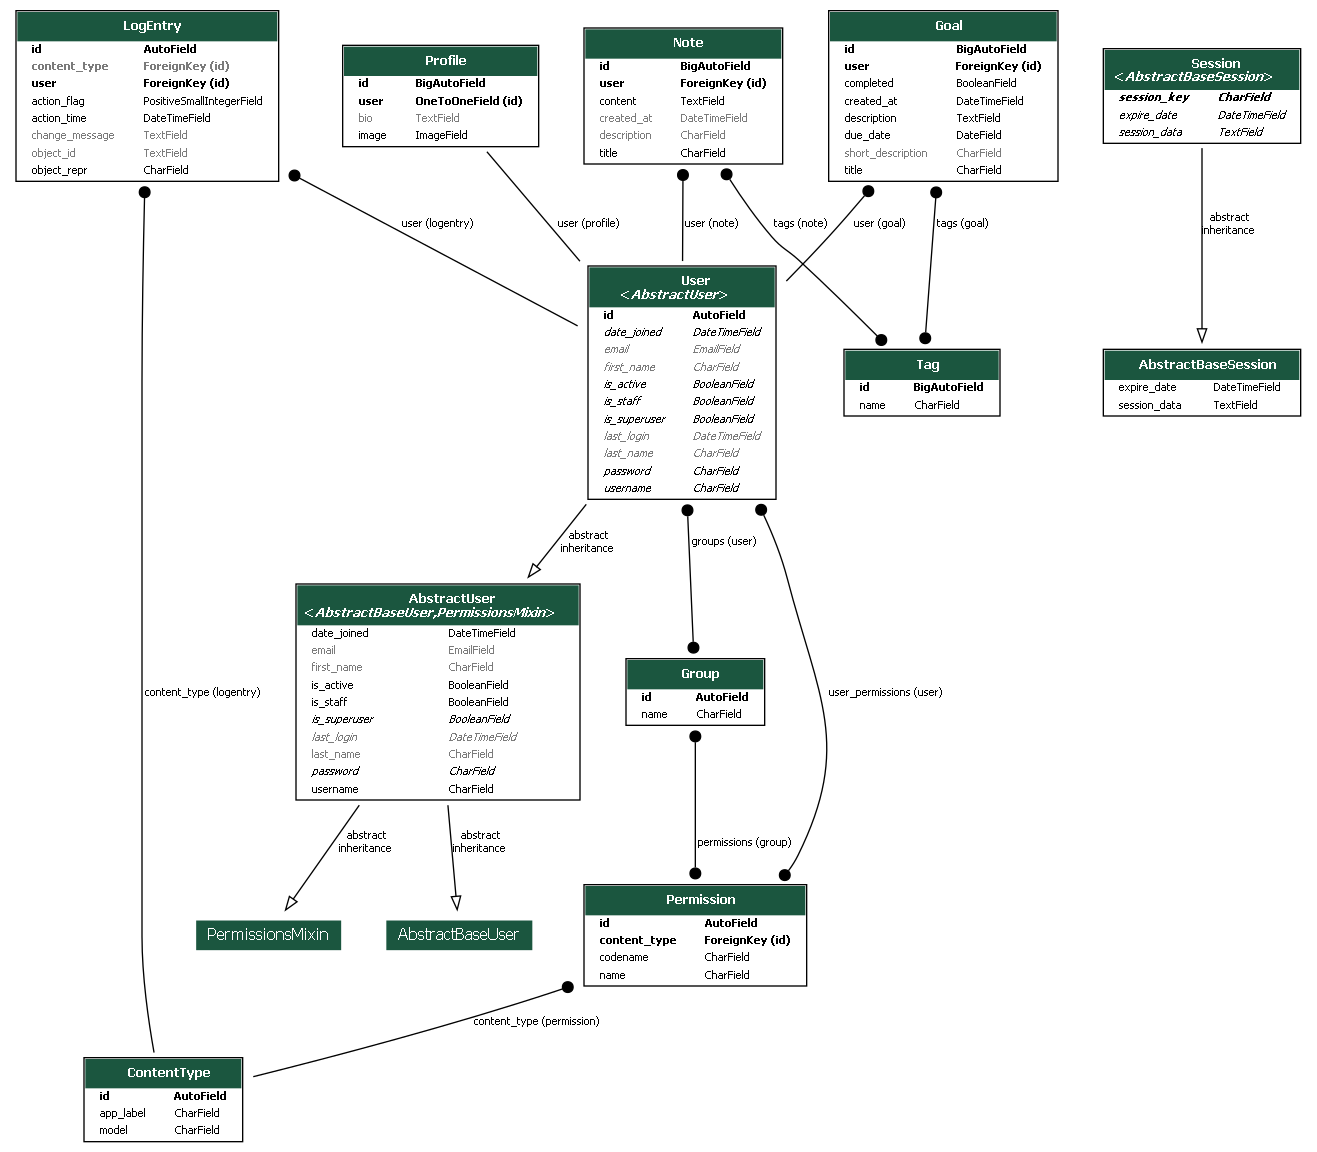 LogEntry
id AutoField
content_type ForeignKey (id)
user ForeignKey (id)
action_flag PositiveSmallIntegerField
action_time DateTimeField
change_message TextField
object_id TextField
object_repr CharField
Profile
id BigAutoField
user OneToOneField (id)
bio TextField
image ImageField
Note
id BigAutoField
user ForeignKey (id)
content TextField
created_at DateTimeField
description CharField
title CharField
Goal
id BigAutoField
user ForeignKey (id)
completed BooleanField
created_at DateTimeField
description TextField
due_date DateField
short_description CharField
title CharField
Session
<AbstractBaseSession>
session_key CharField
expire_date DateTimeField
session_data TextField
user (logentry)
user (profile)
user (note)
tags (note)
user (goal)
tags (goal)
abstract
inheritance
User
<AbstractUser>
id AutoField
date_joined DateTimeField
email EmailField
first_name CharField
is_active BooleanField
is_staff BooleanField
is_superuser BooleanField
last_login DateTimeField
last_name CharField
password CharField
username CharField
Tag
id BigAutoField
name CharField
AbstractBaseSession
expire_date DateTimeField
session_data TextField
abstract
inheritance
groups (user)
AbstractUser
<AbstractBaseUser,PermissionsMixin>
date_joined DateTimeField
email EmailField
first_name CharField
is_active BooleanField
is_staff BooleanField
is_superuser BooleanField
last_login DateTimeField
last_name CharField
password CharField
username CharField
Group
id AutoField
name CharField
content_type (logentry)
user_permissions (user)
abstract
inheritance
abstract
inheritance
permissions (group)
PermissionsMixin
AbstractBaseUser
Permission
id AutoField
content_type ForeignKey (id)
codename CharField
name CharField
content_type (permission)
ContentType
id AutoField
app_label CharField
model CharField